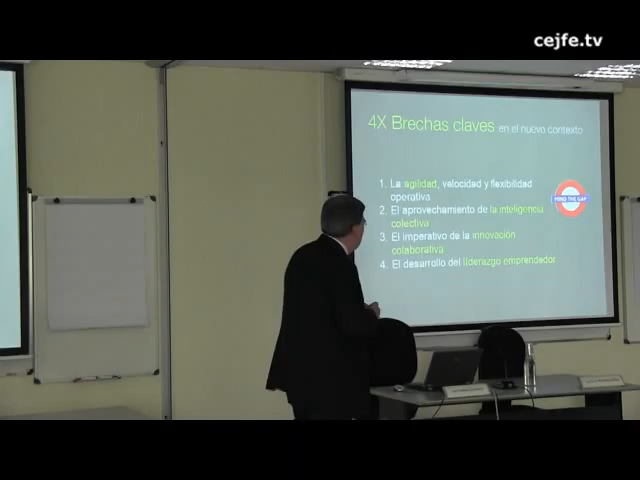 cejfe.tv
4X Brechas claves en el nuevo contexto
1. La agilidad, velocidad y flexibilidad
operativa
2. El aprovechamiento de la inteligencia
colectiva
3. El imperativo de la innovación
colaborativa
4. El desarrollo del liderazgo emprendedor
MIND THE GAP